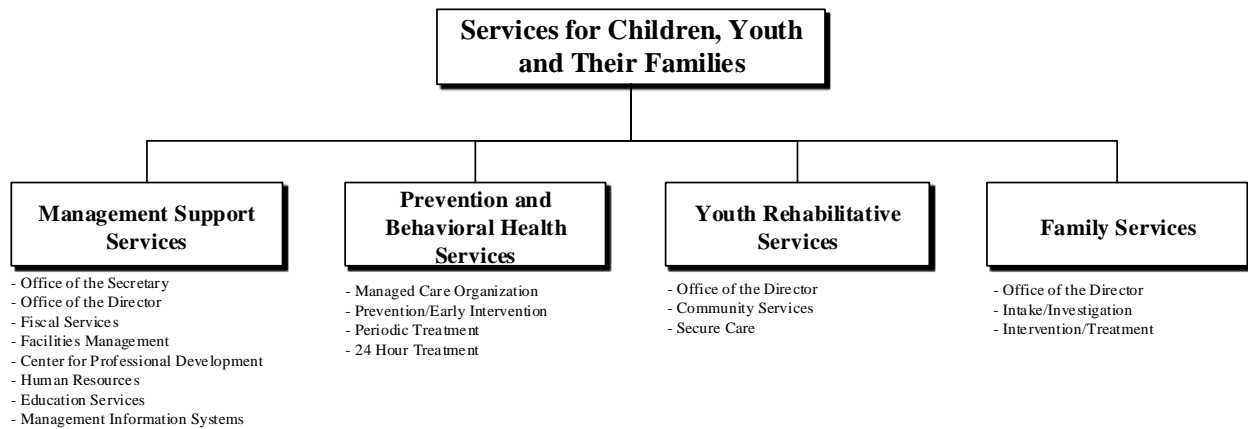 Services for Children, Youth
and Their Families
Management Support
Services
- Office of the Secretary
- Office of the Director
- Fiscal Services
- Facilities Management
- Center for Professional Development
- Human Resources
- Education Services
- Management Information Systems
Prevention and
Behavioral Health
Services
- Managed Care Organization
- Prevention/Early Intervention
- Periodic Treatment
- 24 Hour Treatment
Youth Rehabilitative
Services
- Office of the Director
- Community Services
- Secure Care
Family Services
- Office of the Director
- Intake/Investigation
- Intervention/Treatment